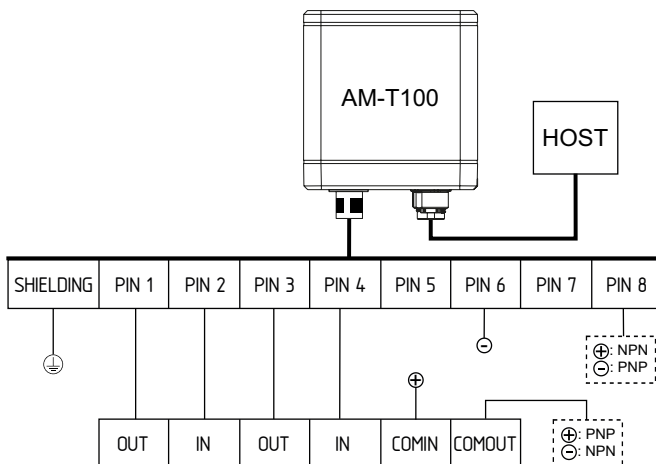 AM-T100
HOST
SHIELDING PIN 1 PIN 2 PIN 3 PIN 4 PIN 5 PIN 6 PIN 7 PIN 8
⊕: NPN
⊖: PNP
OUT IN OUT IN COMIN COMOUT
⊕: PNP
⊖: NPN